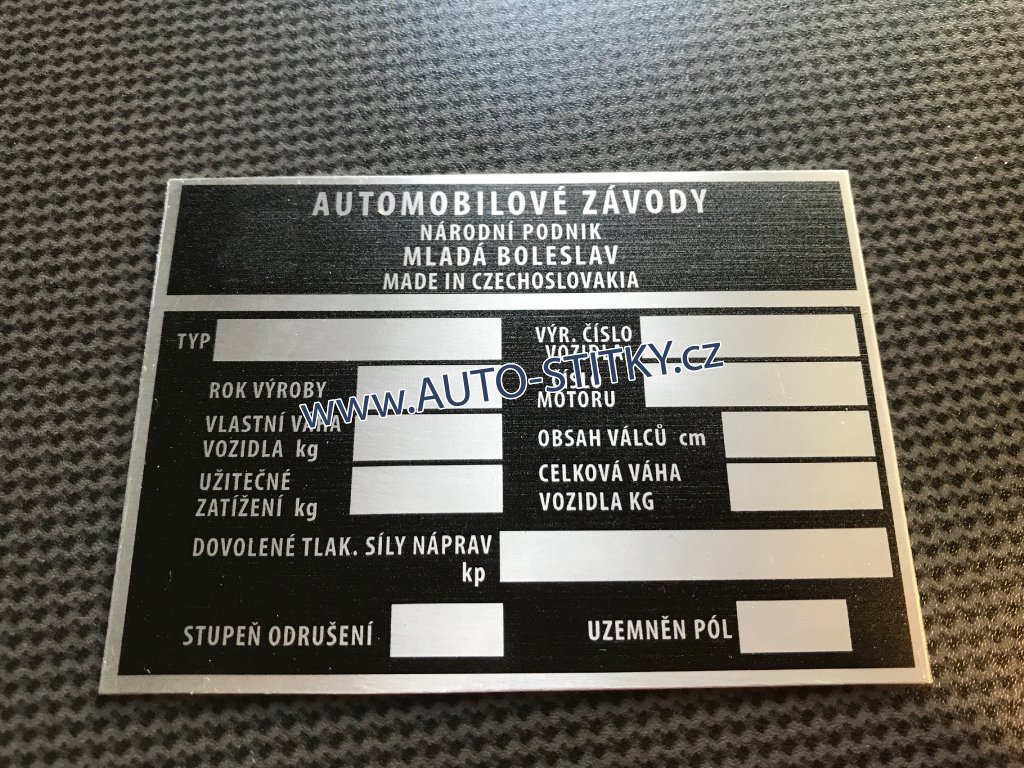 AUTOMOBILOVÉ ZÁVODY
NÁRODNÍ PODNIK
MLADÁ BOLESLAV
MADE IN CZECHOSLOVAKIA
TYP
VÝR. ČÍSLO
VOZIDLA
ROK VÝROBY
ČÍSLO
MOTORU
www.AUTO-STITKY.cz
VLASTNÍ VÁHA
VOZIDLA kg
OBSAH VÁLCŮ cm
UŽITEČNÉ
ZATÍŽENÍ kg
CELKOVÁ VÁHA
VOZIDLA KG
DOVOLENÉ TLAK. SÍLY NÁPRAV
kp
STUPEŇ ODRUŠENÍ
UZEMNĚN PÓL